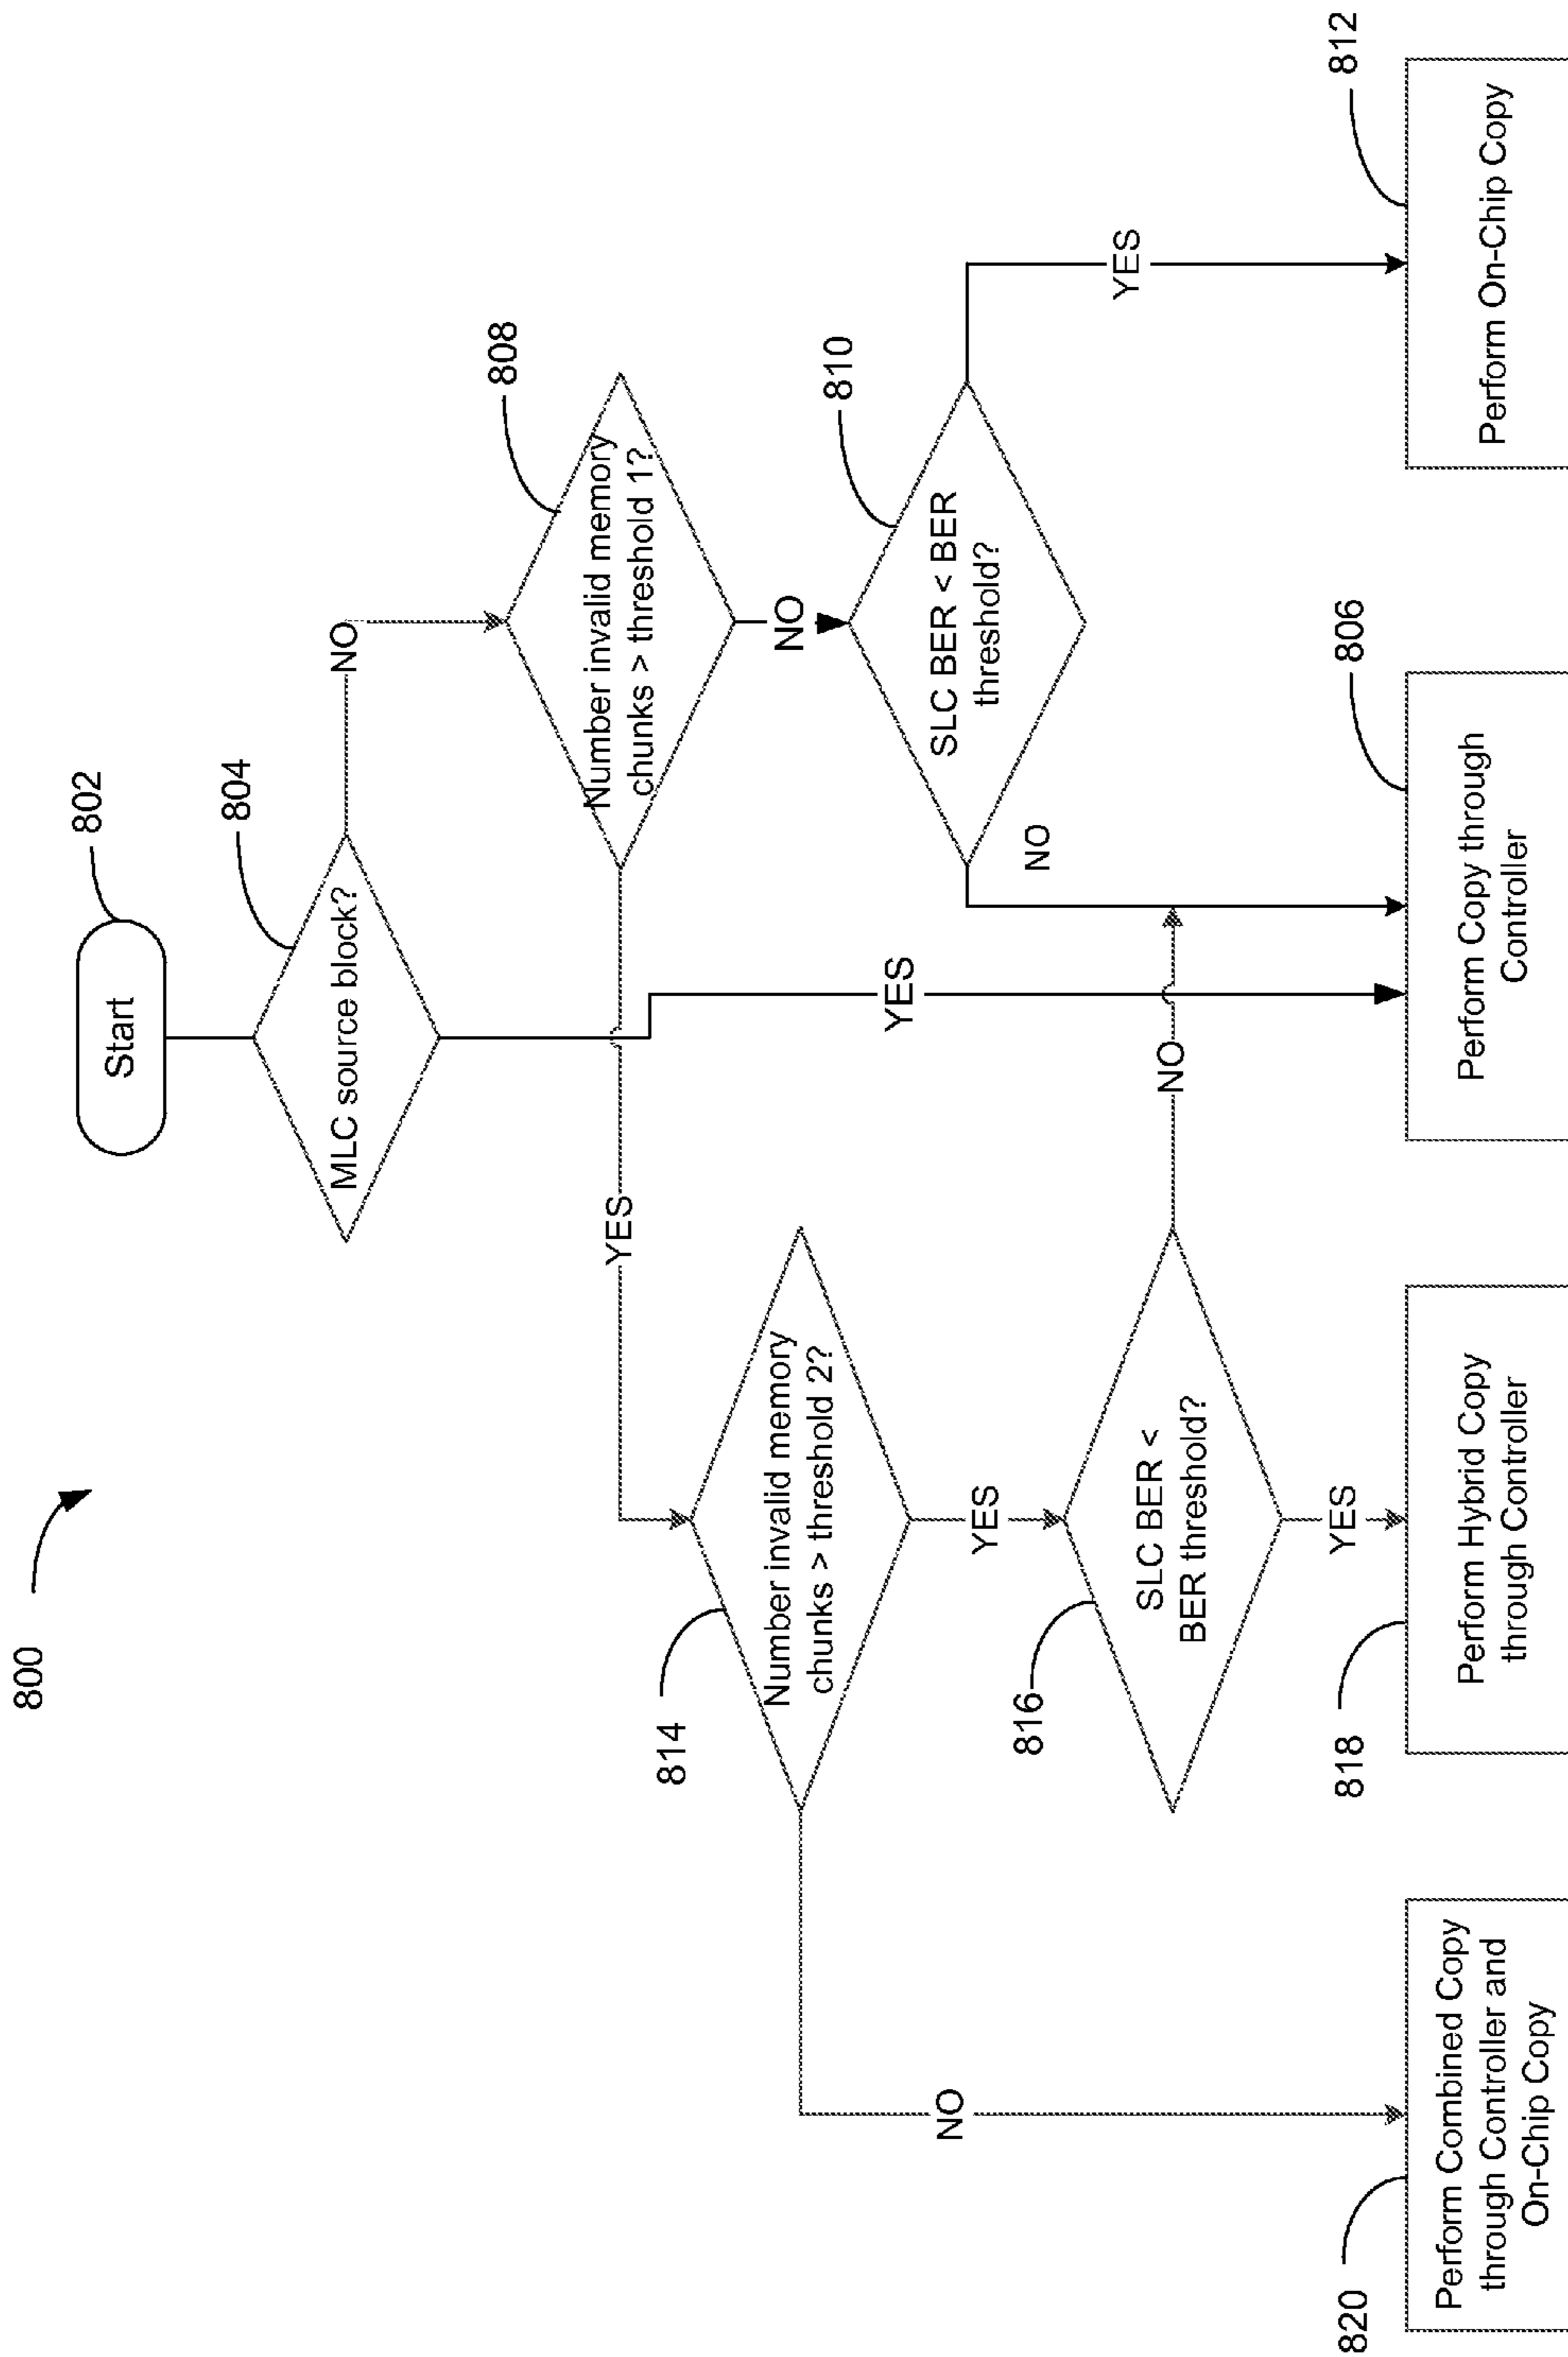 800
Start
802
MLC source block?
804
NO
YES
Number invalid memory
chunks > threshold 1?
808
YES
NO
Number invalid memory
chunks > threshold 2?
814
SLC BER < BER
threshold?
810
NO
YES
YES
NO
SLC BER <
BER threshold?
816
NO
YES
820
Perform Combined Copy
through Controller and
On-Chip Copy
818
Perform Hybrid Copy
through Controller
806
Perform Copy through
Controller
812
Perform On-Chip Copy